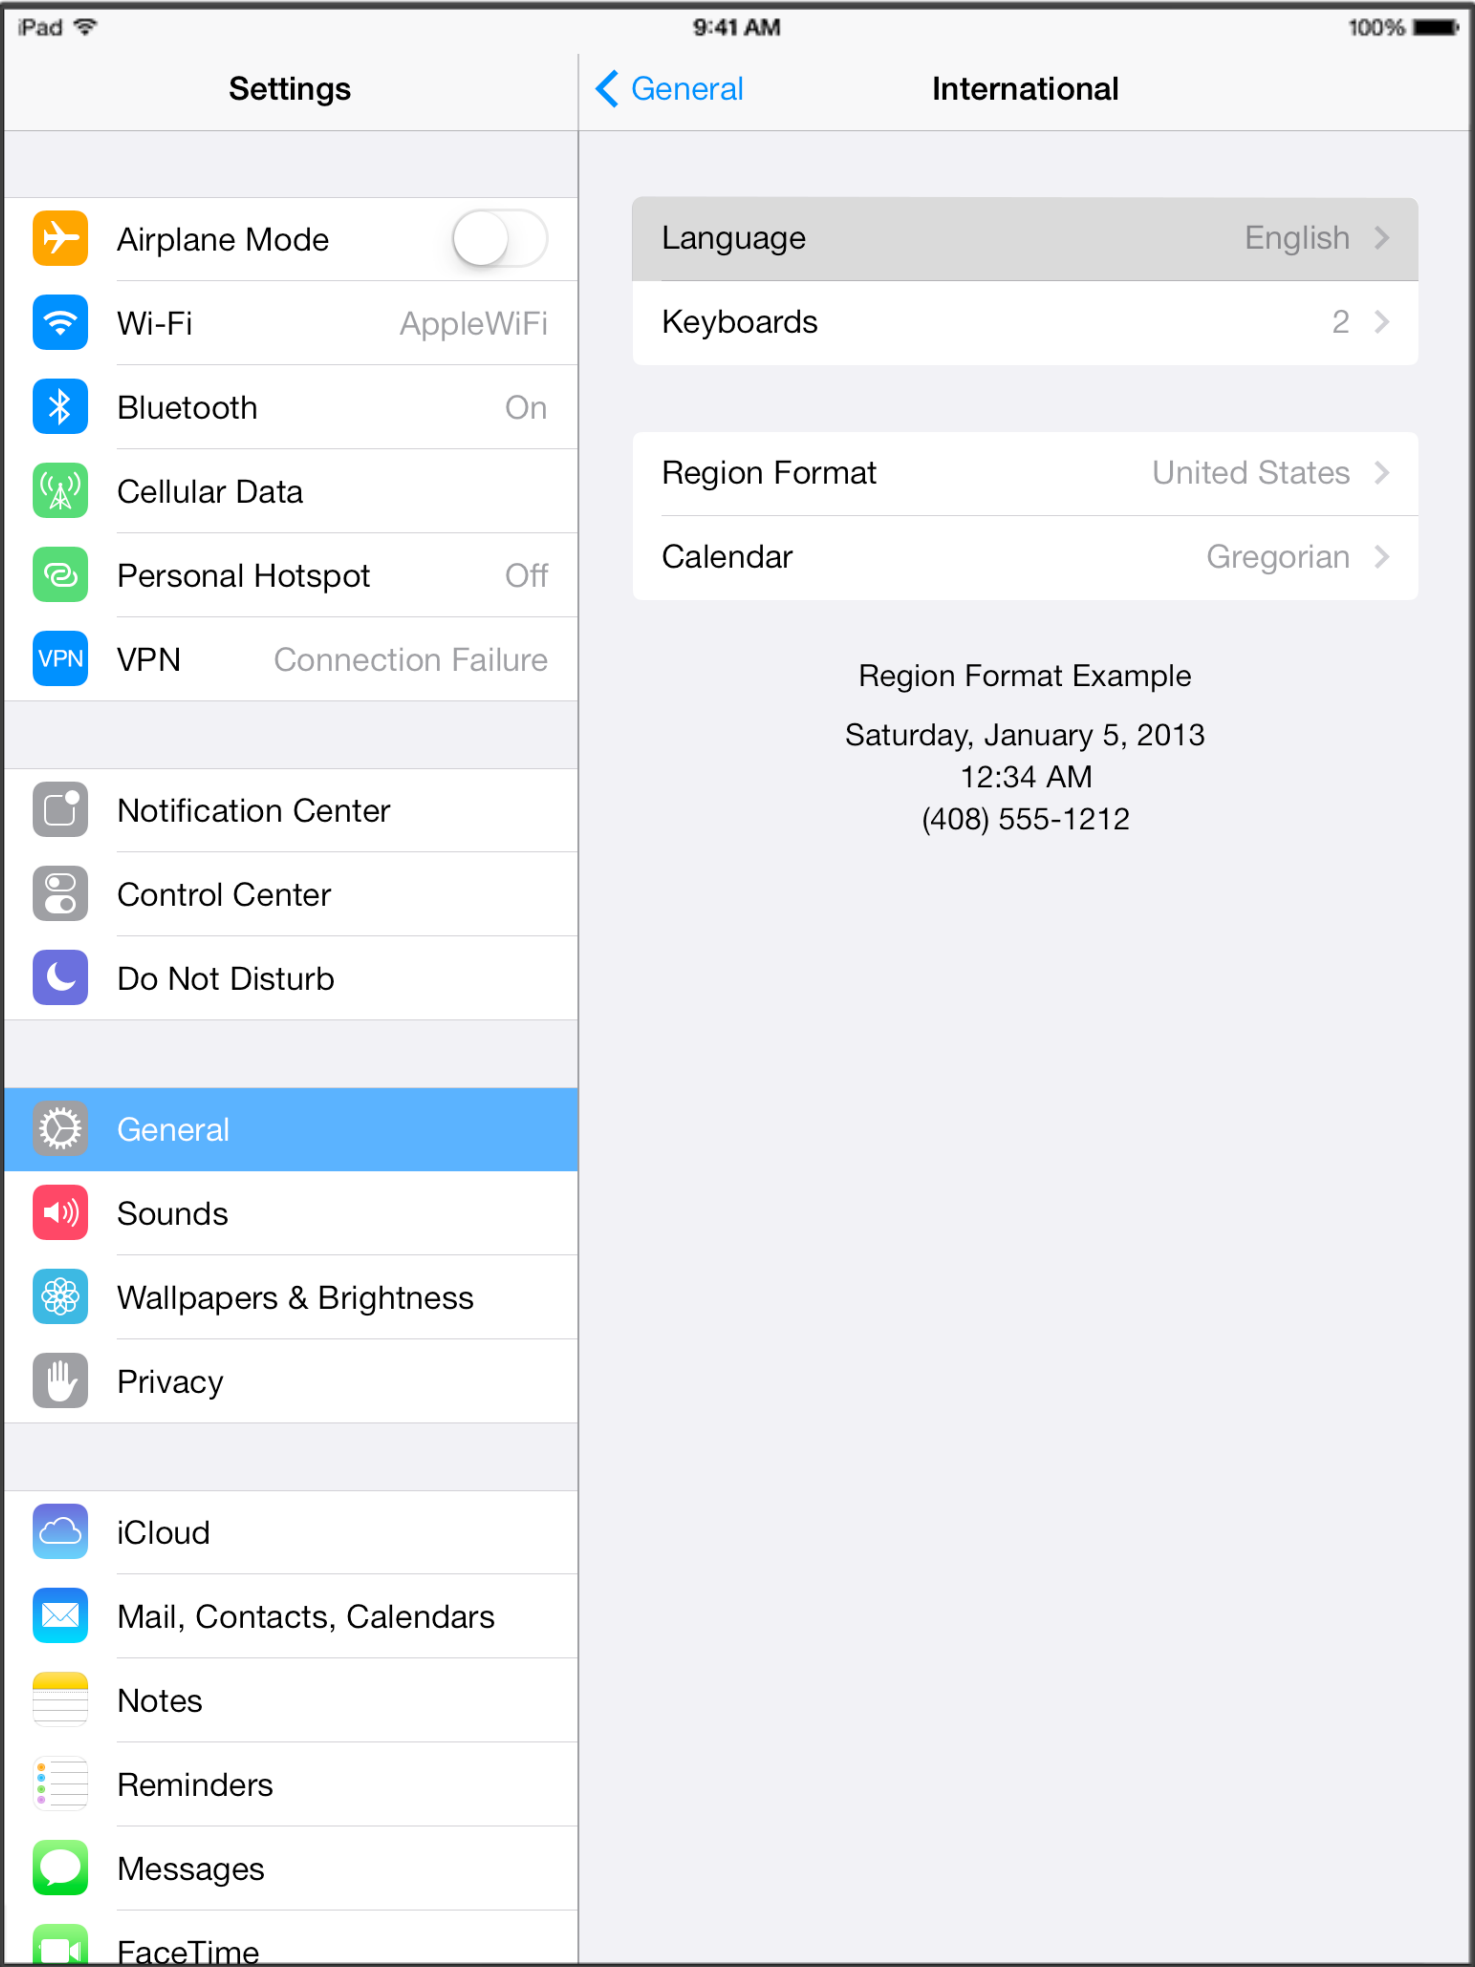 iPad
9:41 AM
100%
Settings
Airplane Mode
Wi-Fi AppleWiFi
Bluetooth On
Cellular Data
Personal Hotspot Off
VPN VPN Connection Failure
Notification Center
Control Center
Do Not Disturb
General
Sounds
Wallpapers & Brightness
Privacy
iCloud
Mail, Contacts, Calendars
Notes
Reminders
Messages
FaceTime
General
International
Language English
Keyboards 2
Region Format United States
Calendar Gregorian
Region Format Example
Saturday, January 5, 2013
12:34 AM
(408) 555-1212